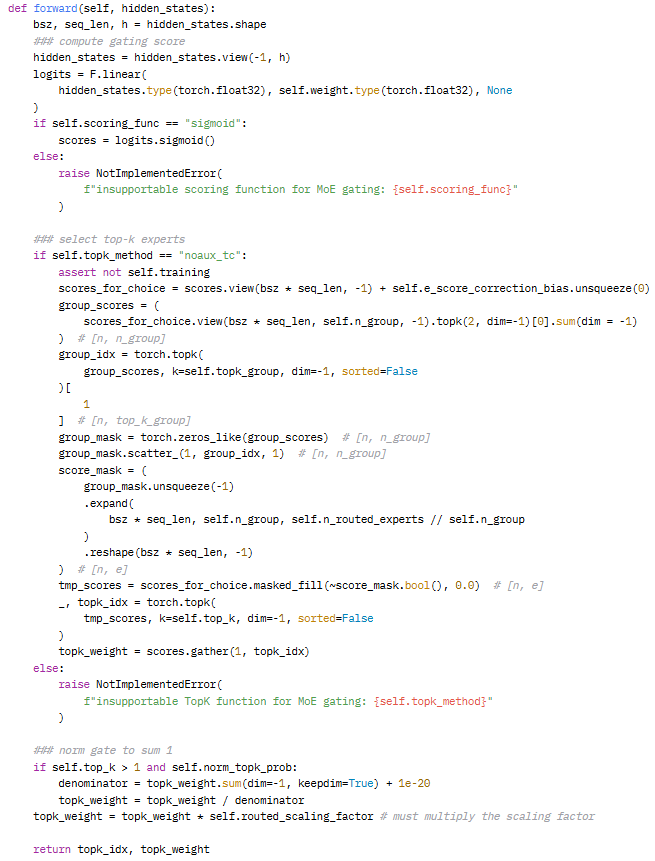 def forward(self, hidden_states):
    bsz, seq_len, h = hidden_states.shape
    ### compute gating score
    hidden_states = hidden_states.view(-1, h)
    logits = F.linear(
        hidden_states.type(torch.float32), self.weight.type(torch.float32), None
    )
    if self.scoring_func == "sigmoid":
        scores = logits.sigmoid()
    else:
        raise NotImplementedError(
            f"insupportable scoring function for MoE gating: {self.scoring_func}"
        )

    ### select top-k experts
    if self.topk_method == "noaux_tc":
        assert not self.training
        scores_for_choice = scores.view(bsz * seq_len, -1) + self.e_score_correction_bias.unsqueeze(0)
        group_scores = (
            scores_for_choice.view(bsz * seq_len, self.n_group, -1).topk(2, dim=-1)[0].sum(dim = -1)
        )  # [n, n_group]
        group_idx = torch.topk(
            group_scores, k=self.topk_group, dim=-1, sorted=False
        )[
            1
        ]  # [n, top_k_group]
        group_mask = torch.zeros_like(group_scores)  # [n, n_group]
        group_mask.scatter_(1, group_idx, 1)  # [n, n_group]
        score_mask = (
            group_mask.unsqueeze(-1)
            .expand(
                bsz * seq_len, self.n_group, self.n_routed_experts // self.n_group
            )
            .reshape(bsz * seq_len, -1)
        )  # [n, e]
        tmp_scores = scores_for_choice.masked_fill(~score_mask.bool(), 0.0)  # [n, e]
        _, topk_idx = torch.topk(
            tmp_scores, k=self.top_k, dim=-1, sorted=False
        )
        topk_weight = scores.gather(1, topk_idx)
    else:
        raise NotImplementedError(
            f"insupportable TopK function for MoE gating: {self.topk_method}"
        )

    ### norm gate to sum 1
    if self.top_k > 1 and self.norm_topk_prob:
        denominator = topk_weight.sum(dim=-1, keepdim=True) + 1e-20
        topk_weight = topk_weight / denominator
    topk_weight = topk_weight * self.routed_scaling_factor # must multiply the scaling factor

    return topk_idx, topk_weight